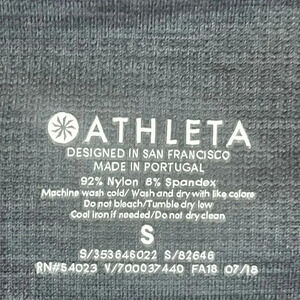 ATHLETA
DESIGNED IN SAN FRANCISCO
MADE IN PORTUGAL
92% Nylon 8% Spandex
Machine wash cold/Wash and dry with like colors
Do not bleach/Tumble dry low
Cool iron if needed/Do not dry clean
S
S/353646022 S/82646
RN#54023 V/700037440 FA18 07/18